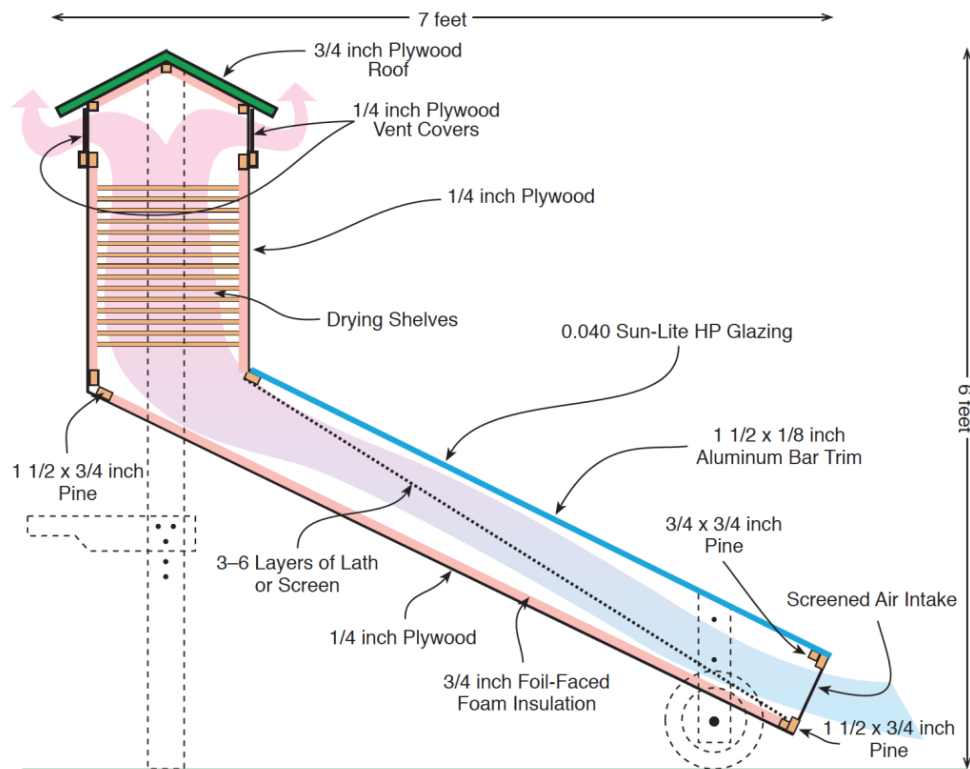 7 feet
3/4 inch Plywood
Roof
1/4 inch Plywood
Vent Covers
1/4 inch Plywood
Drying Shelves
0.040 Sun-Lite HP Glazing
6 feet
1 1/2 x 1/8 inch
Aluminum Bar Trim
1 1/2 x 3/4 inch
Pine
3/4 x 3/4 inch
Pine
3–6 Layers of Lath
or Screen
Screened Air Intake
1/4 inch Plywood
3/4 inch Foil-Faced
Foam Insulation
1 1/2 x 3/4 inch
Pine